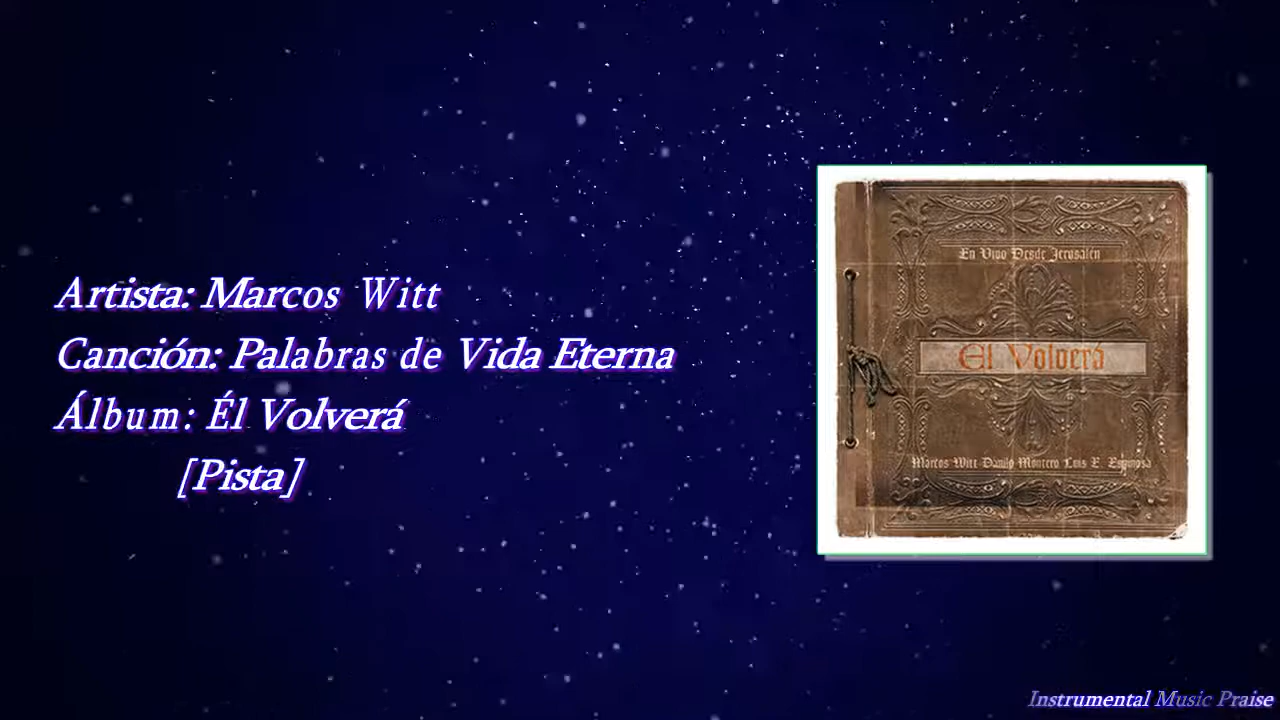 Artista: Marcos Witt
Canción: Palabras de Vida Eterna
Álbum: Él Volverá
[Pista]
En Vivo Desde Jerusalén
El Volverá
Marcos Witt Danilo Montero Luis E. Espinosa
Instrumental Music Praise